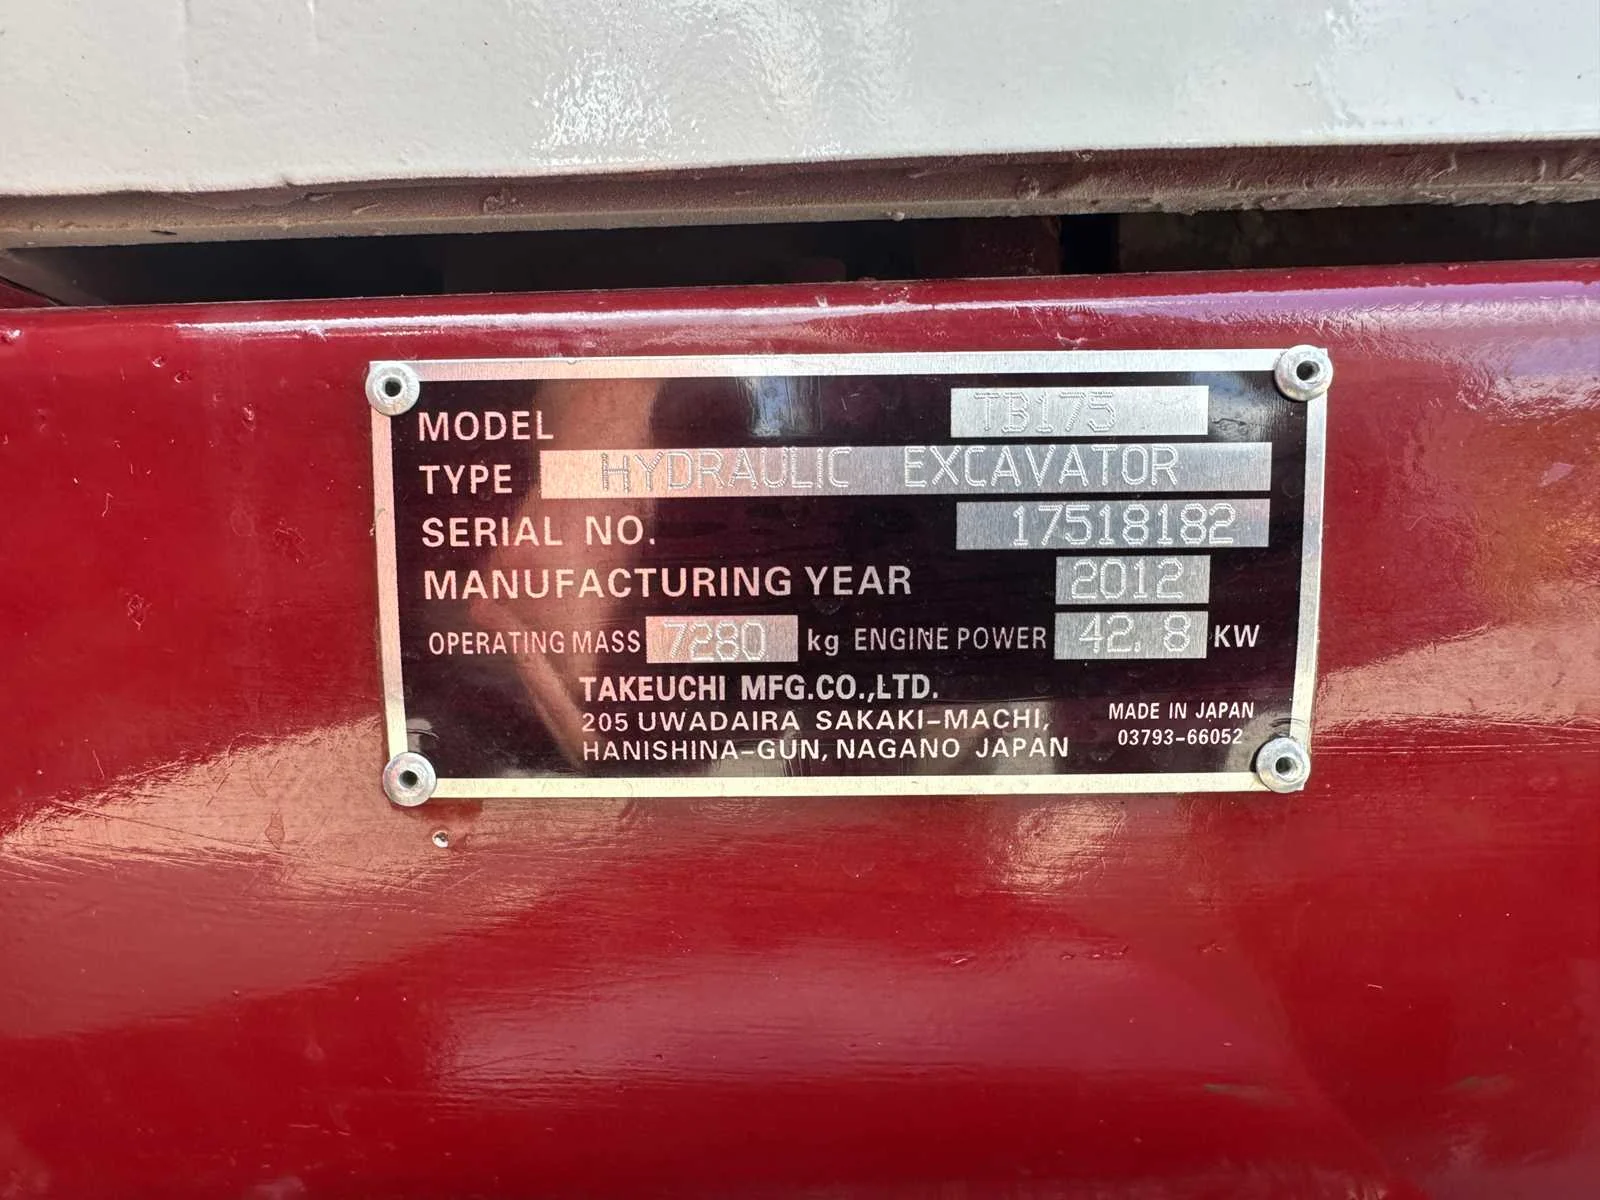 MODEL TB175
TYPE HYDRAULIC EXCAVATOR
SERIAL NO. 17518182
MANUFACTURING YEAR 2012
OPERATING MASS 7280 kg ENGINE POWER 42.8 KW
TAKEUCHI MFG.CO.,LTD.
205 UWADAIRA SAKAKI-MACHI,
HANISHINA-GUN, NAGANO JAPAN
MADE IN JAPAN
03793-66052